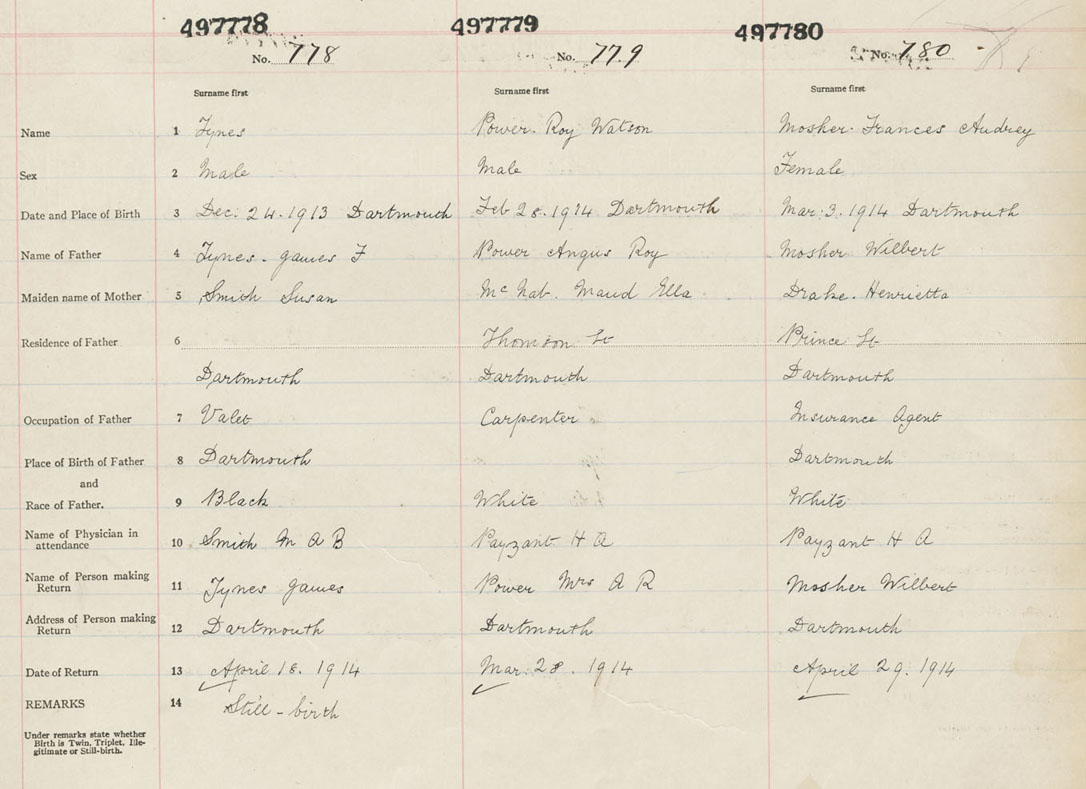 497778 497779 497780
No. 778 No. 779 No. 780
Surname first Surname first Surname first
Name 1 Tynes Power. Roy Watson Mosher. Frances Audrey
Sex 2 Male Male Female
Date and Place of Birth 3 Dec. 24. 1913 Dartmouth Feb 28. 1914 Dartmouth Mar. 3. 1914 Dartmouth
Name of Father 4 Tynes. James F Power Angus Roy Mosher Wilbert
Maiden name of Mother 5 Smith Susan McNab. Maud Ella Drake. Henrietta
Residence of Father 6 Thomson St Prince St
Dartmouth Dartmouth Dartmouth
Occupation of Father 7 Valet Carpenter Insurance Agent
Place of Birth of Father 8 Dartmouth Dartmouth
and
Race of Father. 9 Black White White
Name of Physician in
attendance 10 Smith M A B Payzant H A Payzant H A
Name of Person making
Return 11 Tynes James Power Mrs A R Mosher Wilbert
Address of Person making
Return 12 Dartmouth Dartmouth Dartmouth
Date of Return 13 April 18. 1914 Mar. 28. 1914 April 29. 1914
REMARKS 14 Still-birth
Under remarks state whether
Birth is Twin, Triplet, Ille-
gitimate or Still-birth.